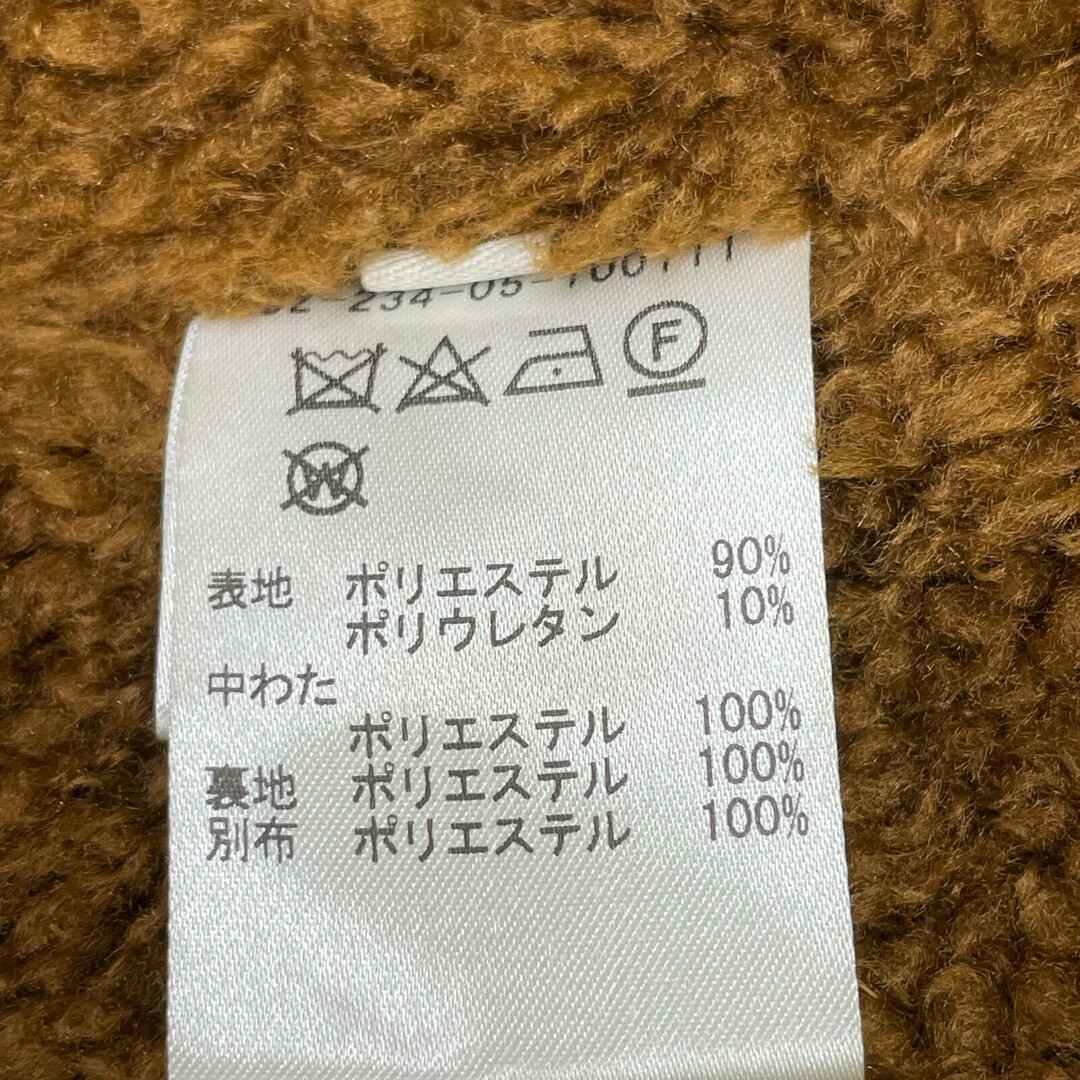 -234-05-
F
W
表地 ポリエステル 90%
ポリウレタン 10%
中わた
ポリエステル 100%
裏地 ポリエステル 100%
別布 ポリエステル 100%